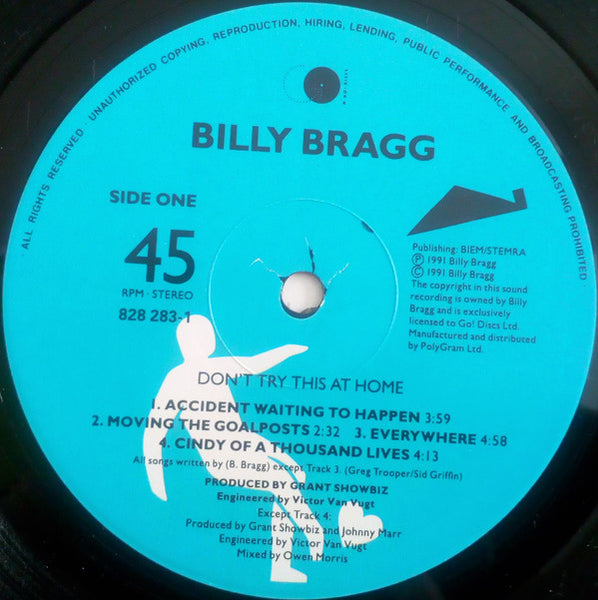 ALL RIGHTS RESERVED · UNAUTHORIZED COPYING, REPRODUCTION, HIRING, LENDING, PUBLIC PERFORMANCE AND BROADCASTING PROHIBITED
BILLY BRAGG
SIDE ONE
45
RPM · STEREO
828 283-1
Publishing: BIEM/STEMRA
℗ 1991 Billy Bragg
© 1991 Billy Bragg
The copyright in this sound
recording is owned by Billy
Bragg and is exclusively
licensed to Go! Discs Ltd.
Manufactured and distributed
by PolyGram Ltd.
DON'T TRY THIS AT HOME
1. ACCIDENT WAITING TO HAPPEN 3:59
2. MOVING THE GOALPOSTS 2:32 3. EVERYWHERE 4:58
4. CINDY OF A THOUSAND LIVES 4:13
All songs written by (B. Bragg) except Track 3. (Greg Trooper/Sid Griffin)
PRODUCED BY GRANT SHOWBIZ
Engineered by Victor Van Vugt
Except Track 4:
Produced by Grant Showbiz and Johnny Marr
Engineered by Victor Van Vugt
Mixed by Owen Morris